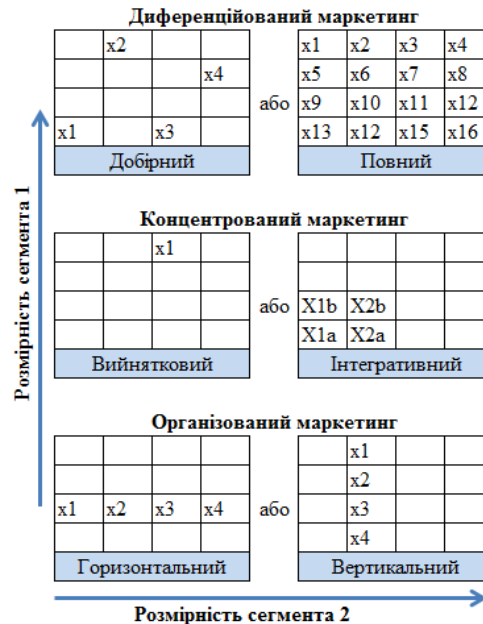 Диференційований маркетинг
x2
x4
x1 x3
Добірний
або
x1 x2 x3 x4
x5 x6 x7 x8
x9 x10 x11 x12
x13 x12 x15 x16
Повний
Концентрований маркетинг
x1
Вийнятковий
або
X1b X2b
X1a X2a
Інтегративний
Організований маркетинг
x1 x2 x3 x4
Горизонтальний
або
x1
x2
x3
x4
Вертикальний
Розмірність сегмента 1
Розмірність сегмента 2